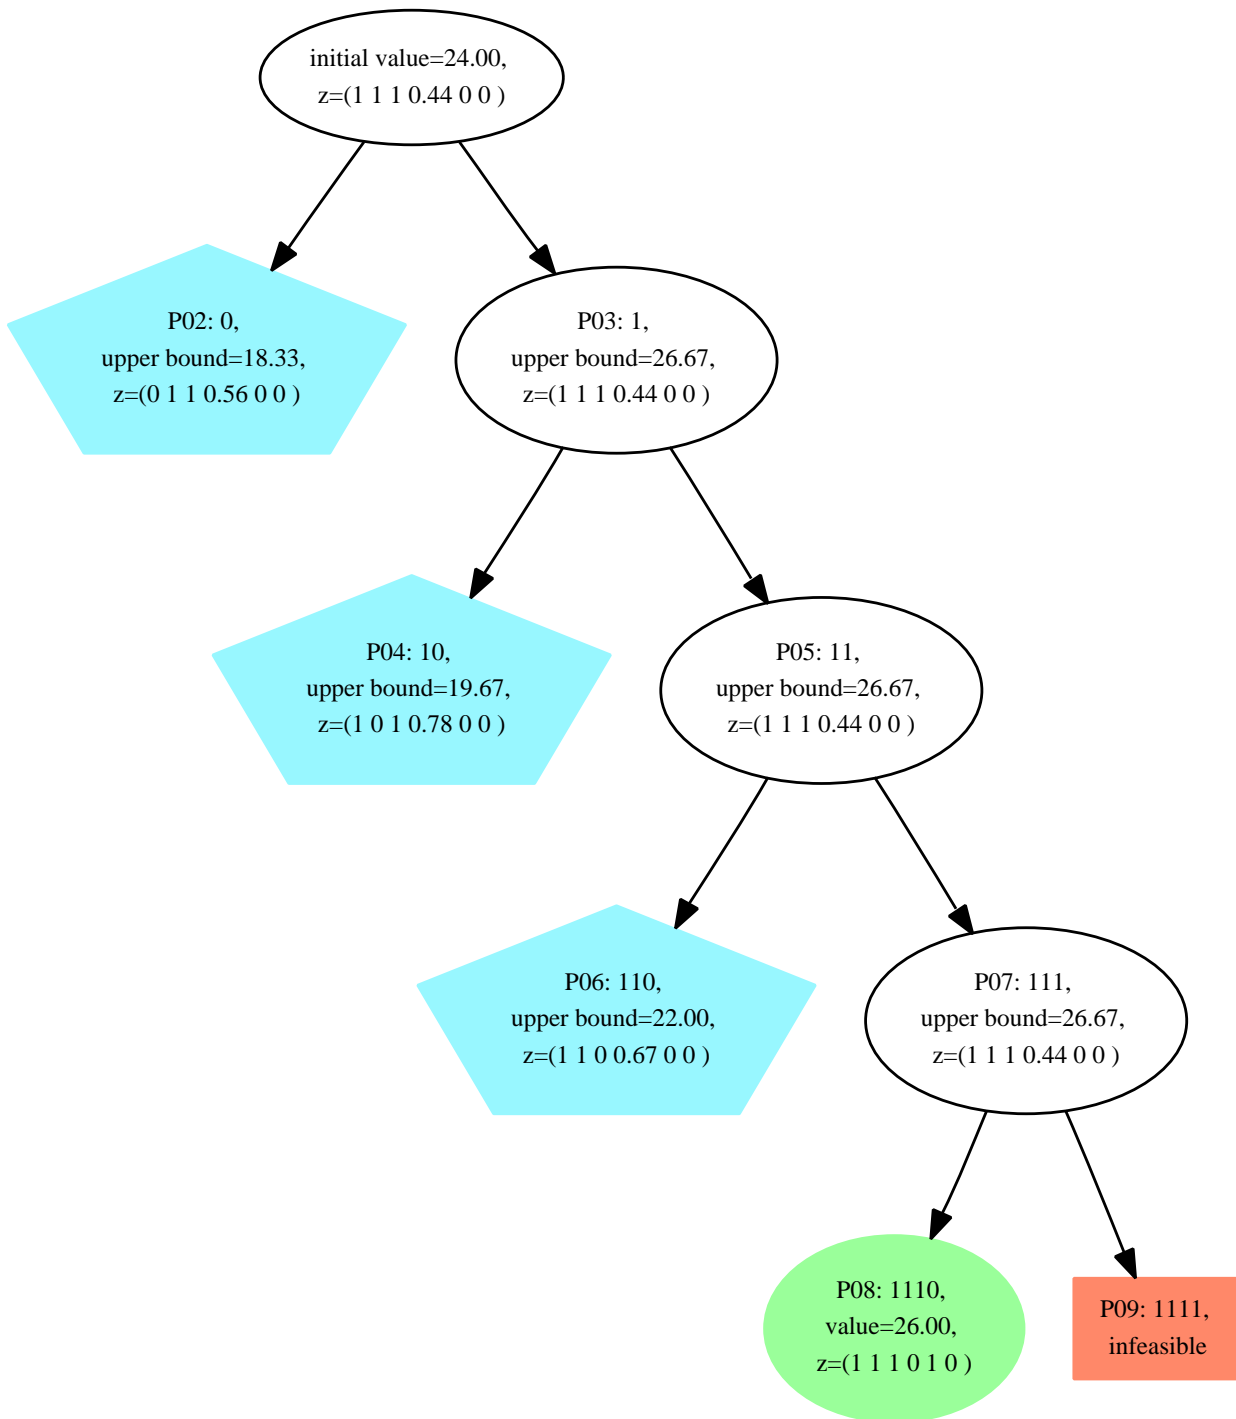 initial value=24.00,
z=(1 1 1 0.44 0 0 )
P02: 0,
upper bound=18.33,
z=(0 1 1 0.56 0 0 )
P03: 1,
upper bound=26.67,
z=(1 1 1 0.44 0 0 )
P04: 10,
upper bound=19.67,
z=(1 0 1 0.78 0 0 )
P05: 11,
upper bound=26.67,
z=(1 1 1 0.44 0 0 )
P06: 110,
upper bound=22.00,
z=(1 1 0 0.67 0 0 )
P07: 111,
upper bound=26.67,
z=(1 1 1 0.44 0 0 )
P08: 1110,
value=26.00,
z=(1 1 1 0 1 0 )
P09: 1111,
infeasible